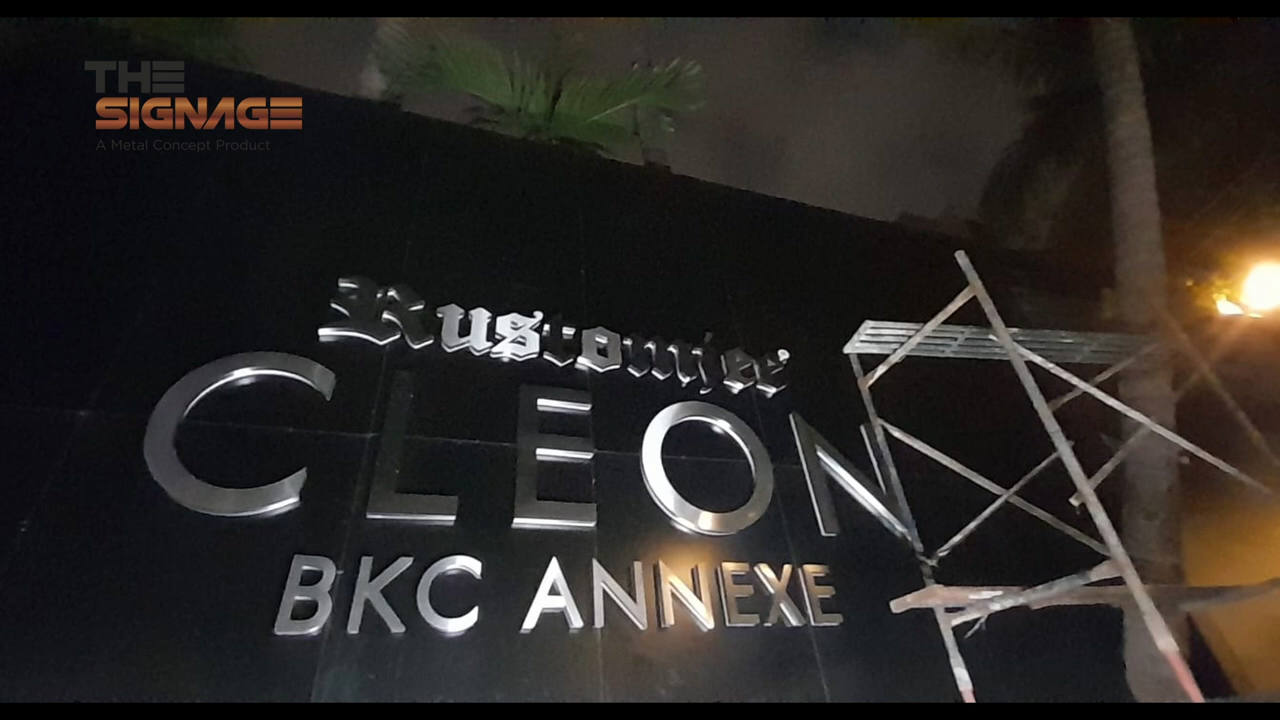 THE
SIGNAGE
A Metal Concept Product
Rustomjee
CLEON
BKC ANNEXE